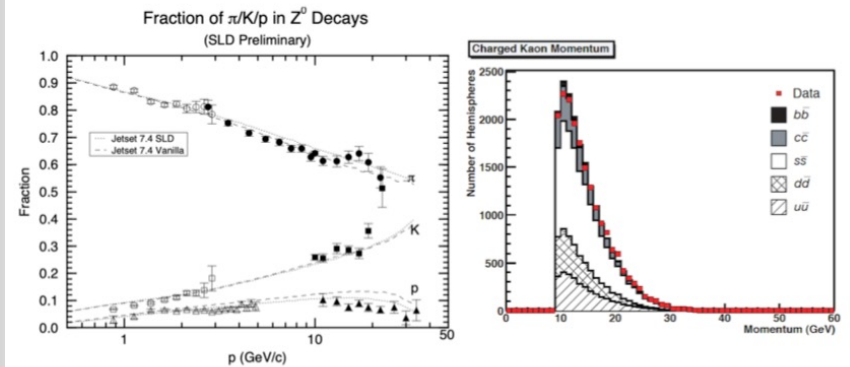 Fraction of π/K/p in Z⁰ Decays
(SLD Preliminary)
1.0
0.9
0.8
0.7
0.6
0.5
0.4
0.3
0.2
0.1
0.0
Fraction
Jetset 7.4 SLD
Jetset 7.4 Vanilla
π
K
p
1
10
50
p (GeV/c)
Charged Kaon Momentum
Number of Hemispheres
2500
2000
1500
1000
500
0
Data
bb̄
cc̄
ss̄
dd̄
uū
0
10
20
30
40
50
60
Momentum (GeV)